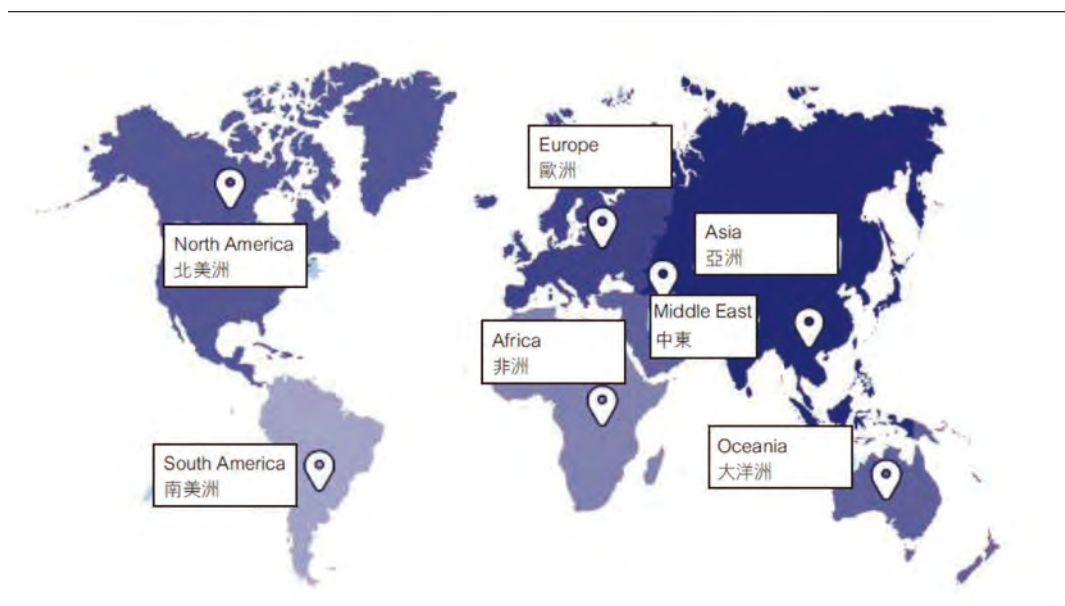 Europe
歐洲
North America
北美洲
Asia
亞洲
Middle East
中東
Africa
非洲
South America
南美洲
Oceania
大洋洲